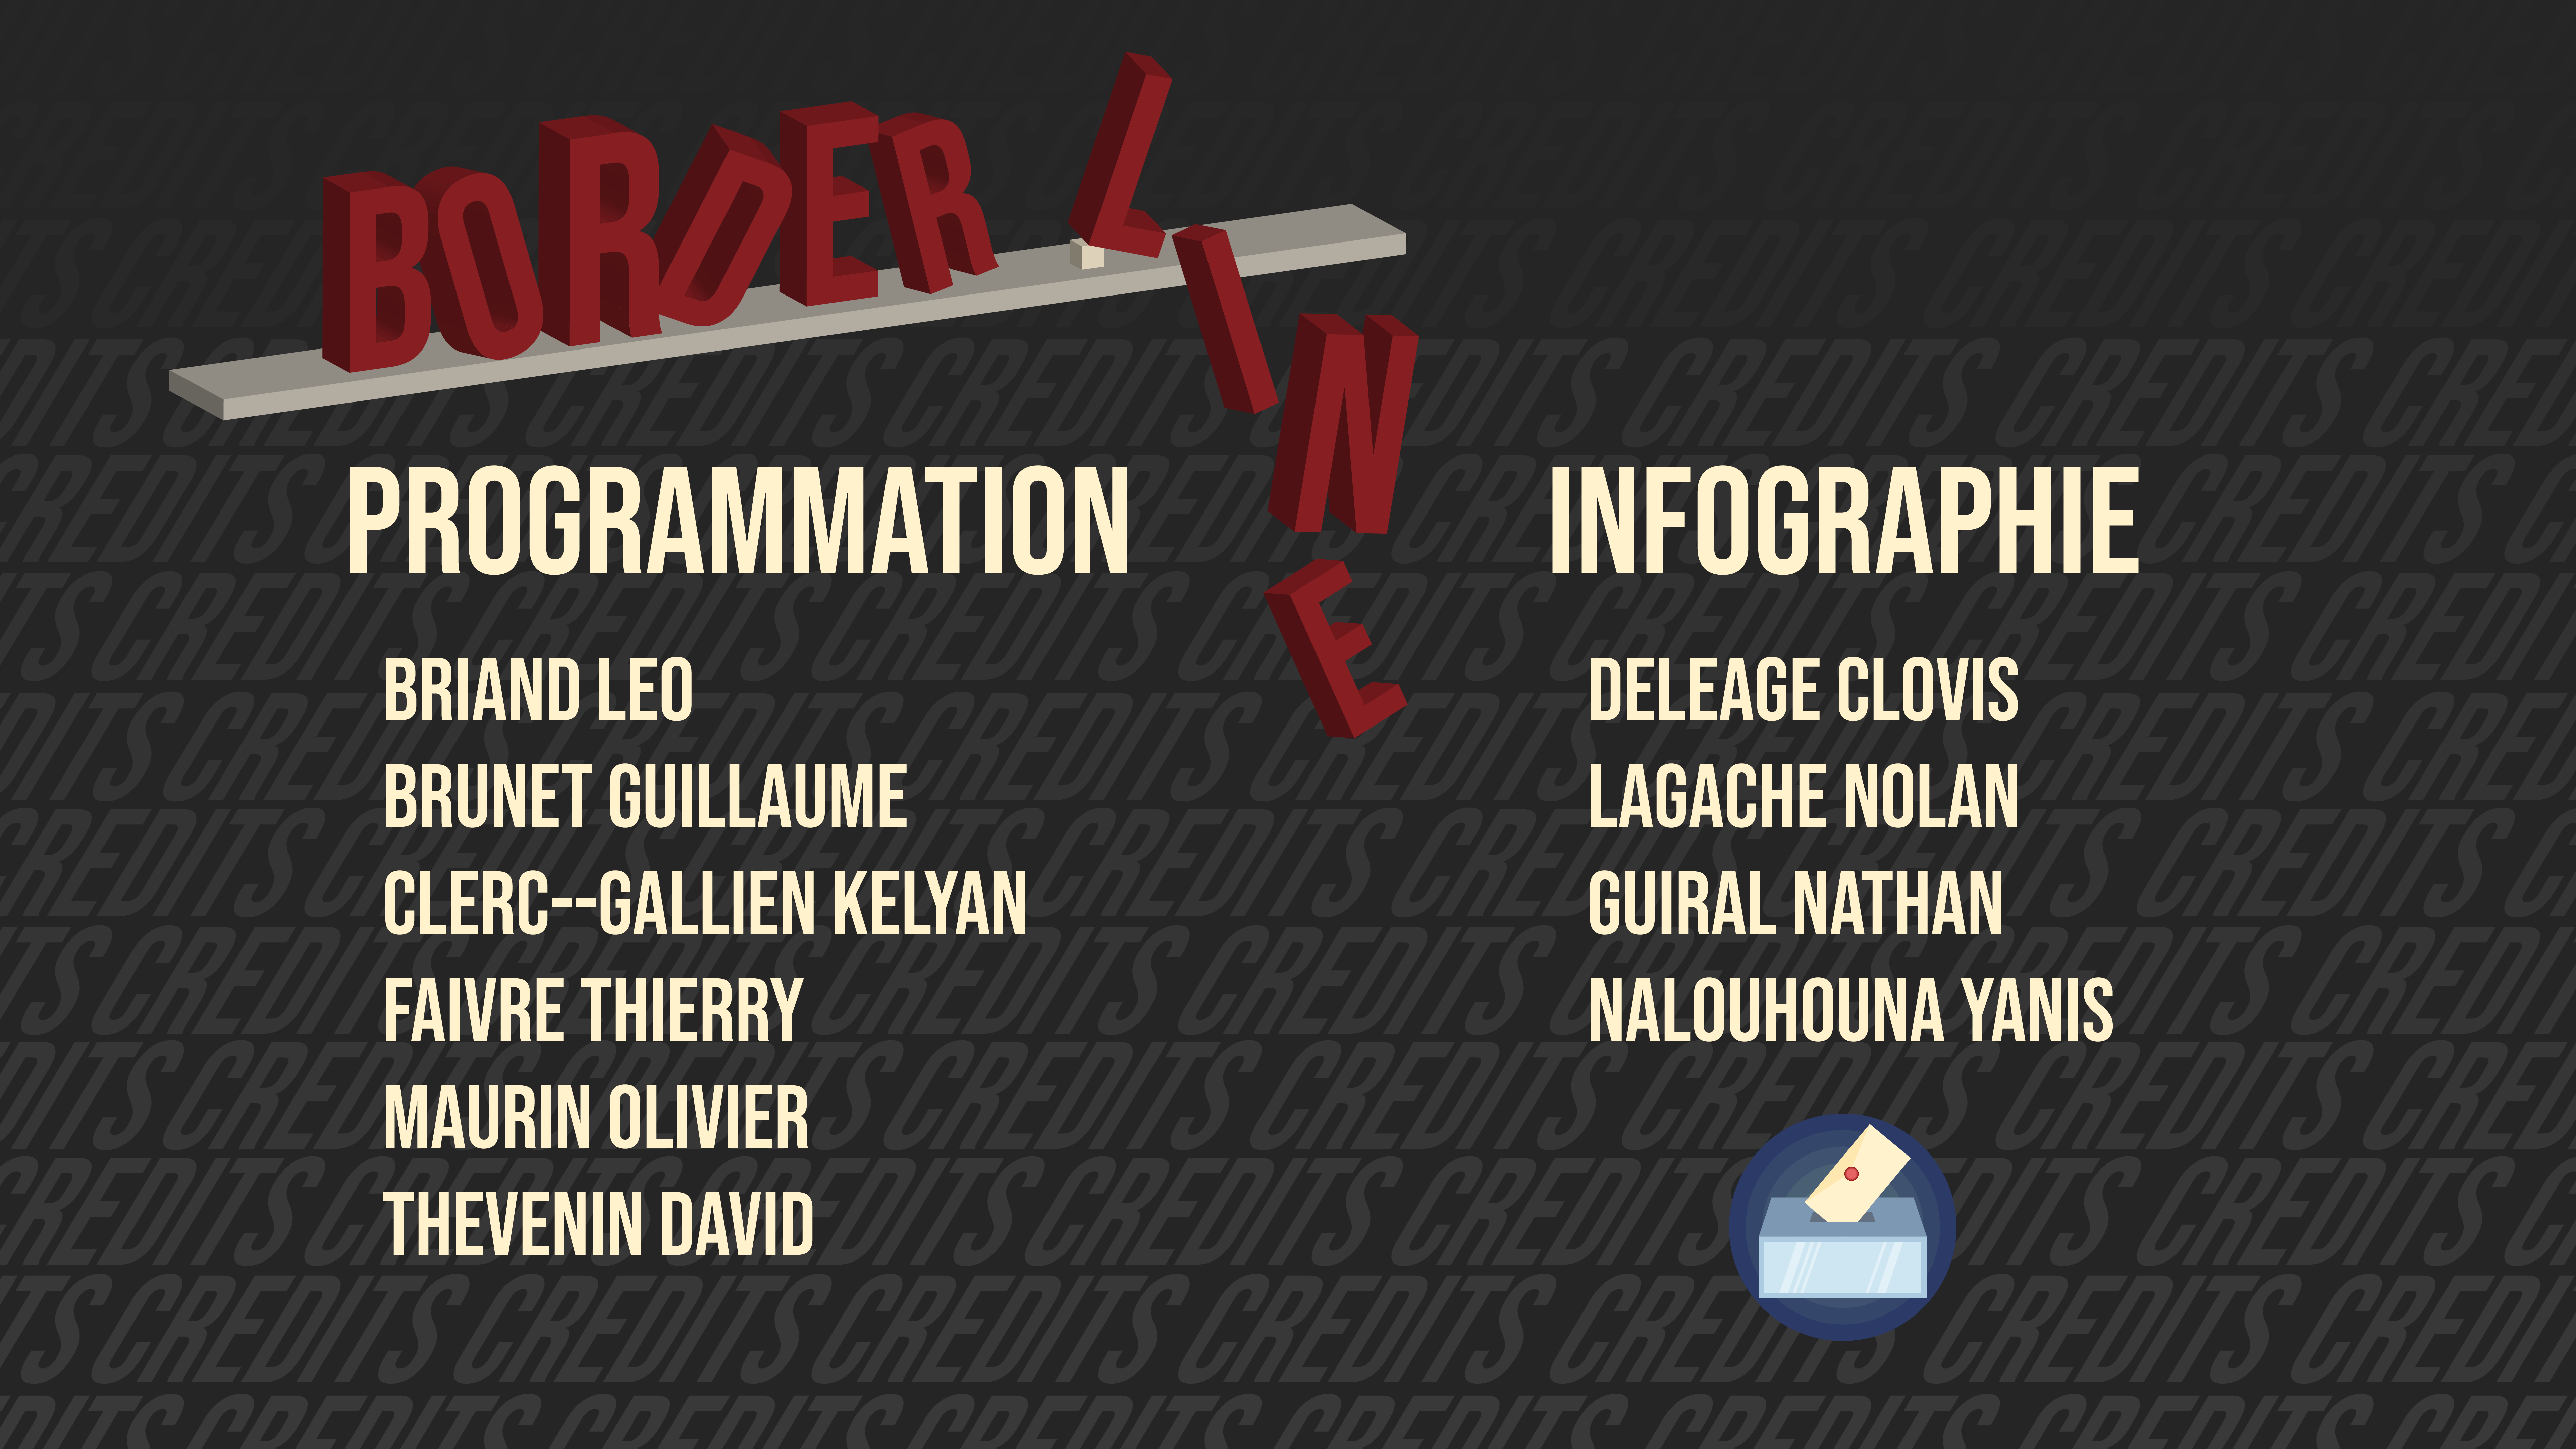 BORDER LINE
PROGRAMMATION
BRIAND LEO
BRUNET GUILLAUME
CLERC--GALLIEN KELYAN
FAIVRE THIERRY
MAURIN OLIVIER
THEVENIN DAVID
INFOGRAPHIE
DELEAGE CLOVIS
LAGACHE NOLAN
GUIRAL NATHAN
NALOUHOUNA YANIS
CREDITS